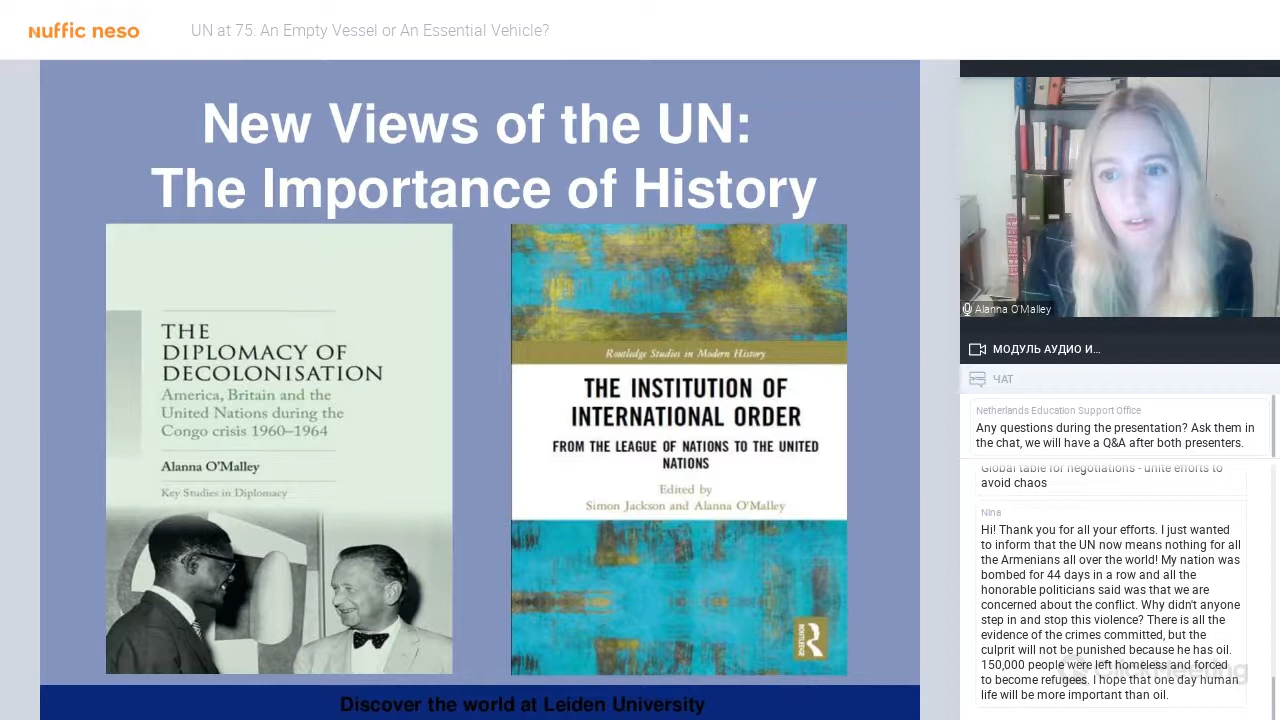 nuffic neso
UN at 75: An Empty Vessel or An Essential Vehicle?
New Views of the UN:
The Importance of History
THE
DIPLOMACY OF
DECOLONISATION
America, Britain and the
United Nations during the
Congo crisis 1960–1964
Alanna O'Malley
Key Studies in Diplomacy
Routledge Studies in Modern History
THE INSTITUTION OF
INTERNATIONAL ORDER
FROM THE LEAGUE OF NATIONS TO THE UNITED
NATIONS
Edited by
Simon Jackson and Alanna O'Malley
ROUTLEDGE
Discover the world at Leiden University
Alanna O'Malley
МОДУЛЬ АУДИО И...
ЧАТ
Netherlands Education Support Office
Any questions during the presentation? Ask them in
the chat, we will have a Q&A after both presenters.
Global table for negotiations - unite efforts to
avoid chaos
Nina
Hi! Thank you for all your efforts. I just wanted
to inform that the UN now means nothing for all
the Armenians all over the world! My nation was
bombed for 44 days in a row and all the
honorable politicians said was that we are
concerned about the conflict. Why didn't anyone
step in and stop this violence? There is all the
evidence of the crimes committed, but the
culprit will not be punished because he has oil.
150,000 people were left homeless and forced
to become refugees. I hope that one day human
life will be more important than oil.